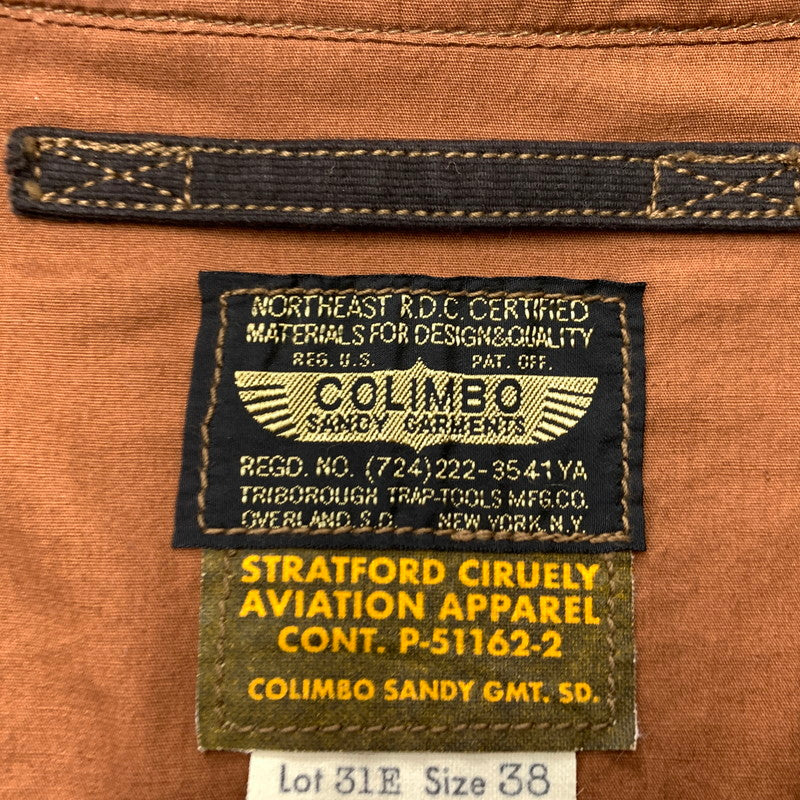 NORTHEAST R.D.C. CERTIFIED
MATERIALS FOR DESIGN&QUALITY
REG. U.S. PAT. OFF.
COLIMBO
SANDY GARMENTS
REGD. NO. (724)222-3541YA
TRIBOROUGH TRAP-TOOLS MFG.CO.
OVERLAND, S.D. NEW YORK, N.Y.
STRATFORD CIRUELY
AVIATION APPAREL
CONT. P-51162-2
COLIMBO SANDY GMT. SD.
Lot 31E Size 38